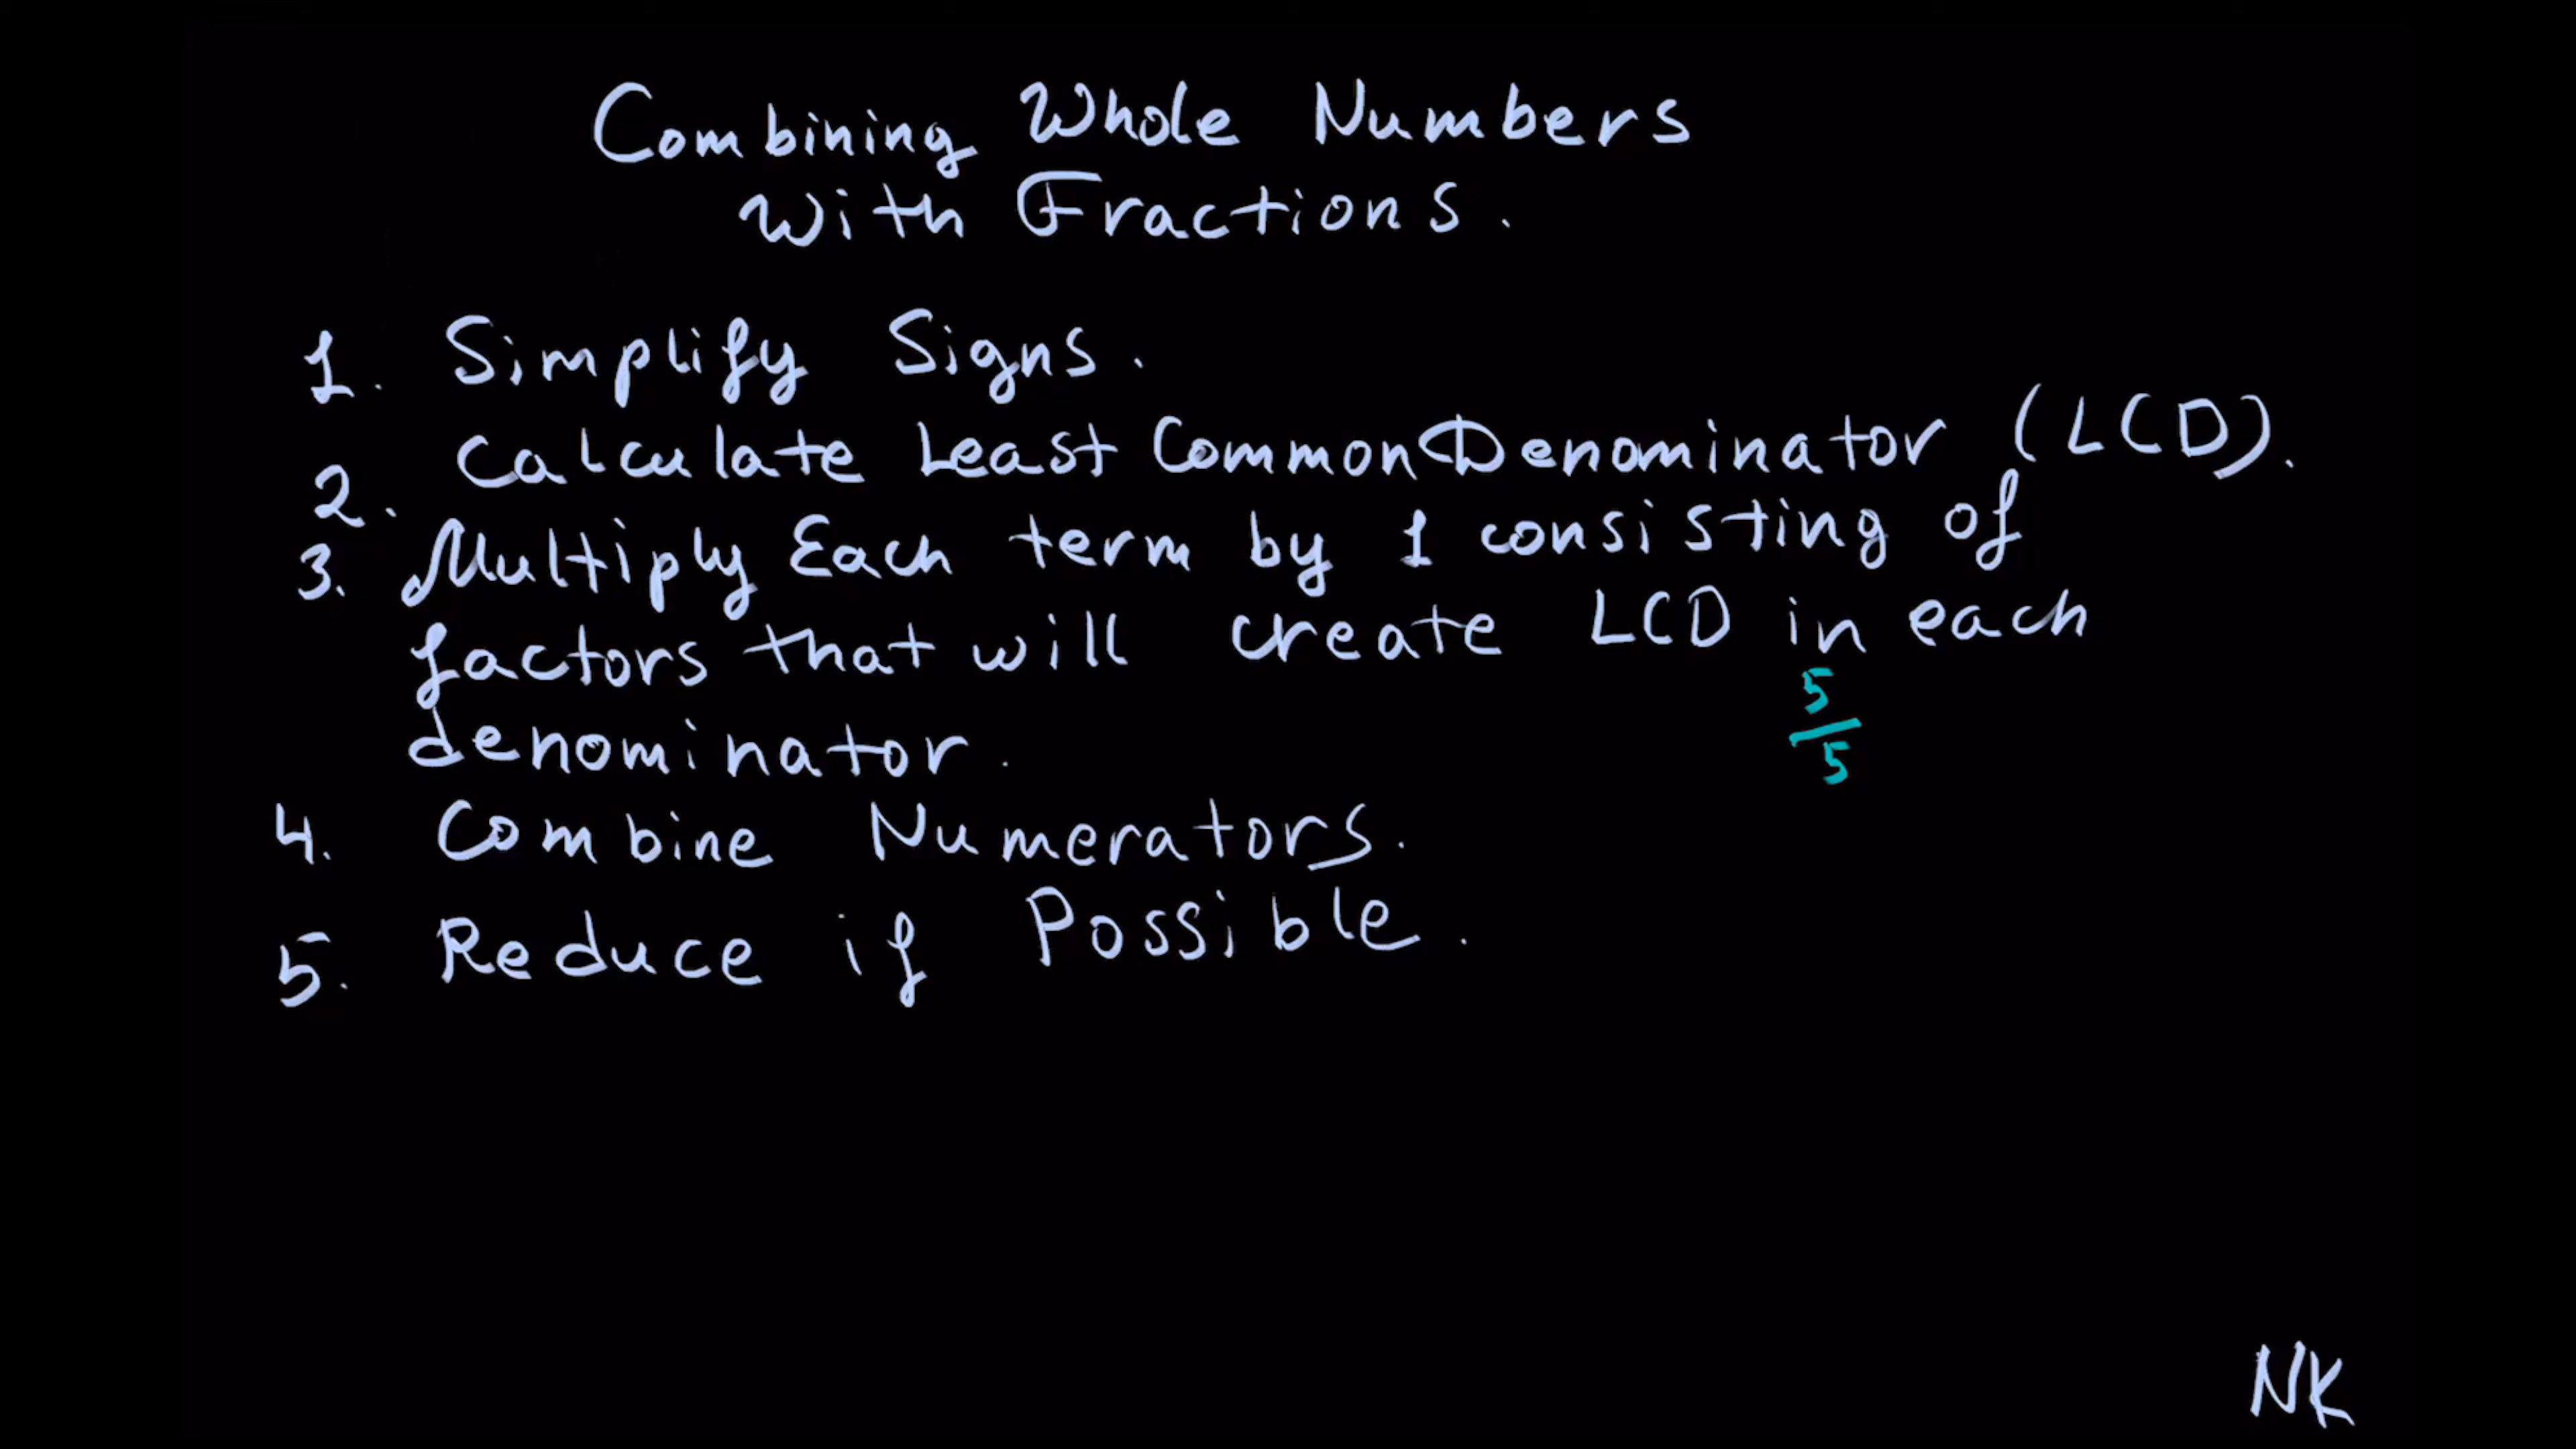 Combining Whole Numbers
With Fractions.
1. Simplify Signs.
2. Calculate Least Common Denominator (LCD).
3. Multiply Each term by 1 consisting of
factors that will create LCD in each
5/5
denominator.
4. Combine Numerators.
5. Reduce if Possible.
NK